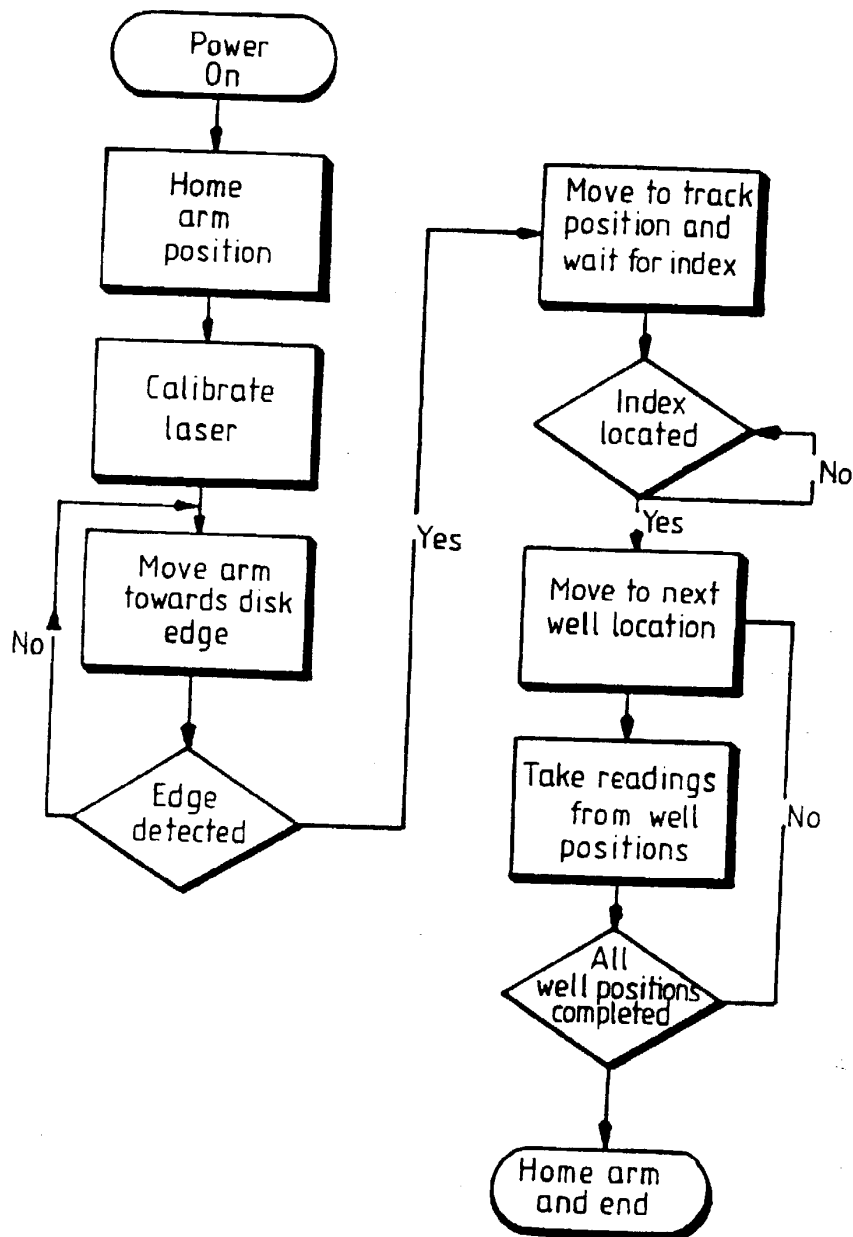 Power
On
Home
arm
position
Calibrate
laser
Move arm
towards disk
edge
No
Edge
detected
Yes
Move to track
position and
wait for index
Index
located
No
Yes
Move to next
well location
Take readings
from well
positions
No
All
well positions
completed
Home arm
and end